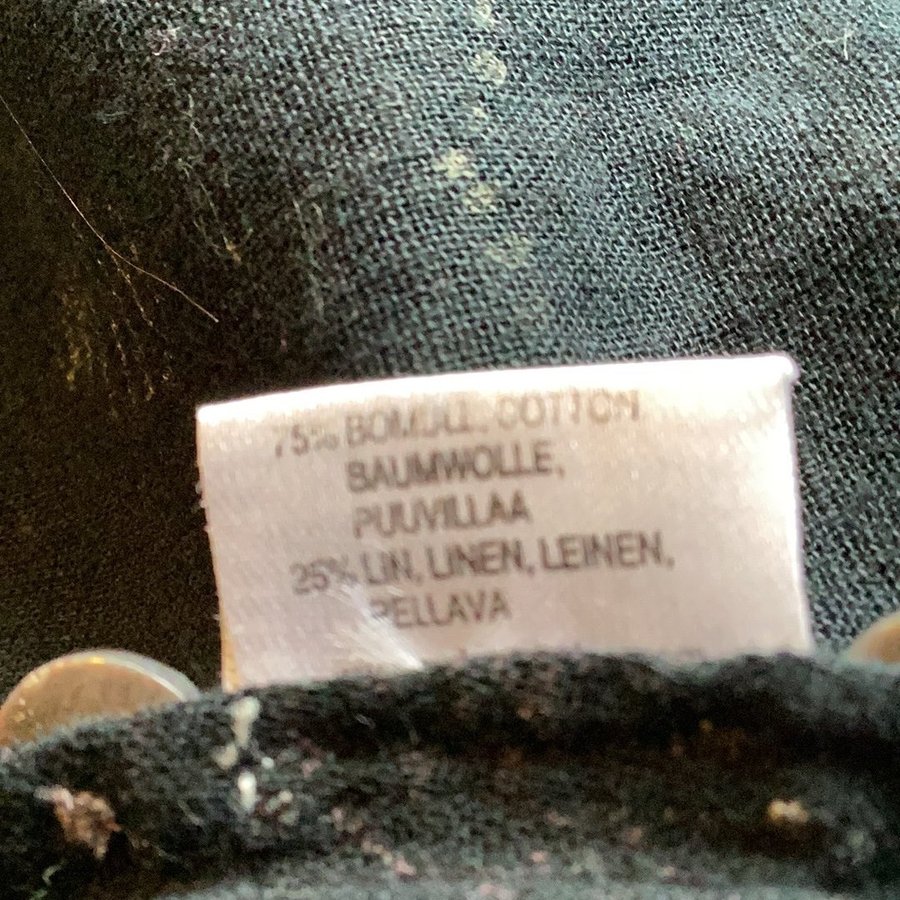 75% BOMULL, COTTON
BAUMWOLLE,
PUUVILLAA
25% LIN, LINEN, LEINEN,
PELLAVA